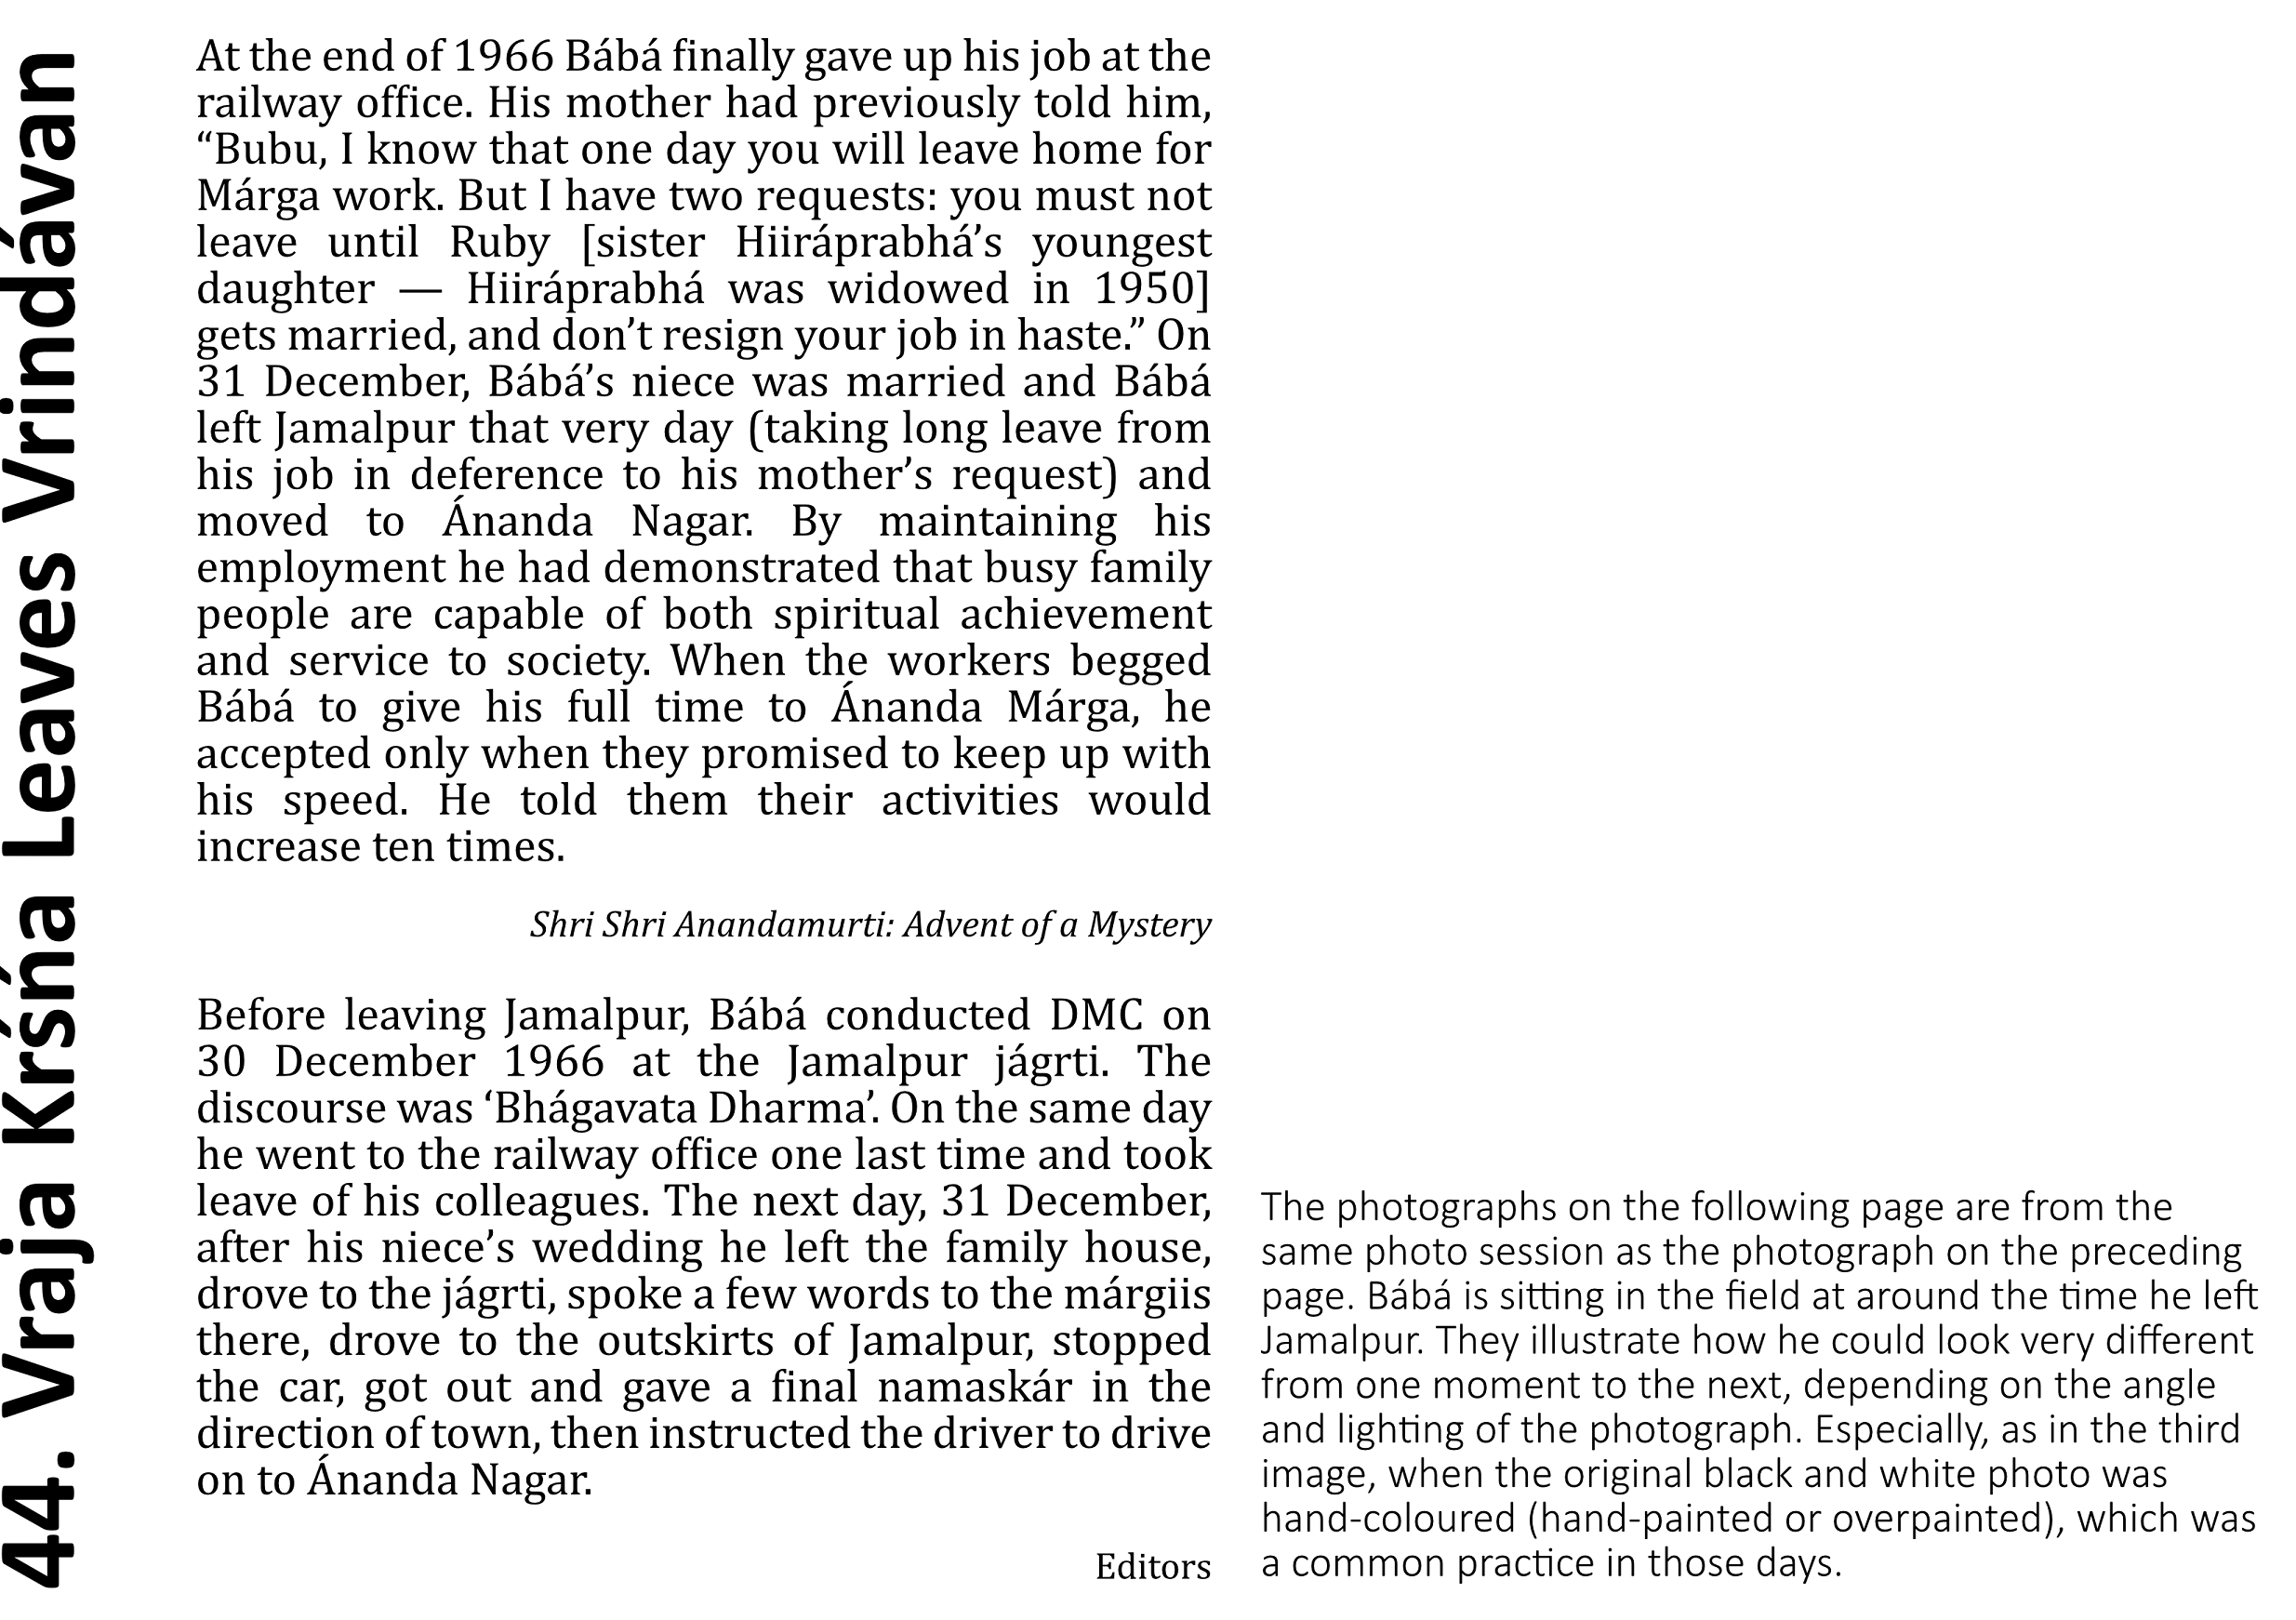 44. Vraja Krśńa Leaves Vrindávan
At the end of 1966 Bábá finally gave up his job at the
railway office. His mother had previously told him,
“Bubu, I know that one day you will leave home for
Márga work. But I have two requests: you must not
leave until Ruby [sister Hiiráprabhá’s youngest
daughter — Hiiráprabhá was widowed in 1950]
gets married, and don’t resign your job in haste.” On
31 December, Bábá’s niece was married and Bábá
left Jamalpur that very day (taking long leave from
his job in deference to his mother’s request) and
moved to Ánanda Nagar. By maintaining his
employment he had demonstrated that busy family
people are capable of both spiritual achievement
and service to society. When the workers begged
Bábá to give his full time to Ánanda Márga, he
accepted only when they promised to keep up with
his speed. He told them their activities would
increase ten times.
Shri Shri Anandamurti: Advent of a Mystery
Before leaving Jamalpur, Bábá conducted DMC on
30 December 1966 at the Jamalpur jágrti. The
discourse was ‘Bhágavata Dharma’. On the same day
he went to the railway office one last time and took
leave of his colleagues. The next day, 31 December,
after his niece’s wedding he left the family house,
drove to the jágrti, spoke a few words to the márgiis
there, drove to the outskirts of Jamalpur, stopped
the car, got out and gave a final namaskár in the
direction of town, then instructed the driver to drive
on to Ánanda Nagar.
Editors
The photographs on the following page are from the
same photo session as the photograph on the preceding
page. Bábá is sitting in the field at around the time he left
Jamalpur. They illustrate how he could look very different
from one moment to the next, depending on the angle
and lighting of the photograph. Especially, as in the third
image, when the original black and white photo was
hand-coloured (hand-painted or overpainted), which was
a common practice in those days.